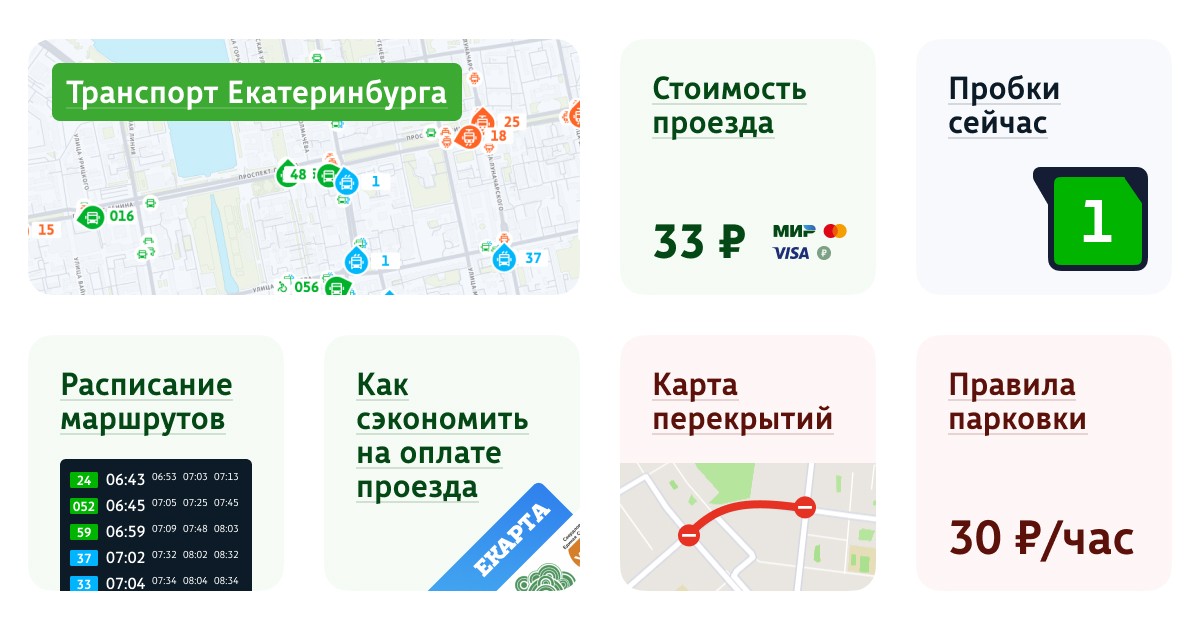 Транспорт Екатеринбурга
25
18
48
1
016
15
1
37
056
ПРОСПЕКТ
УЛИЦА
Стоимость
проезда
33 ₽
МИР
VISA
₽
Пробки
сейчас
1
Расписание
маршрутов
24 06:43 06:53 07:03 07:13
052 06:45 07:05 07:25 07:45
59 06:59 07:09 07:48 08:03
37 07:02 07:32 08:02 08:32
33 07:04 07:34 08:04 08:34
Как
сэкономить
на оплате
проезда
ЕКАРТА
Карта
перекрытий
Правила
парковки
30 ₽/час